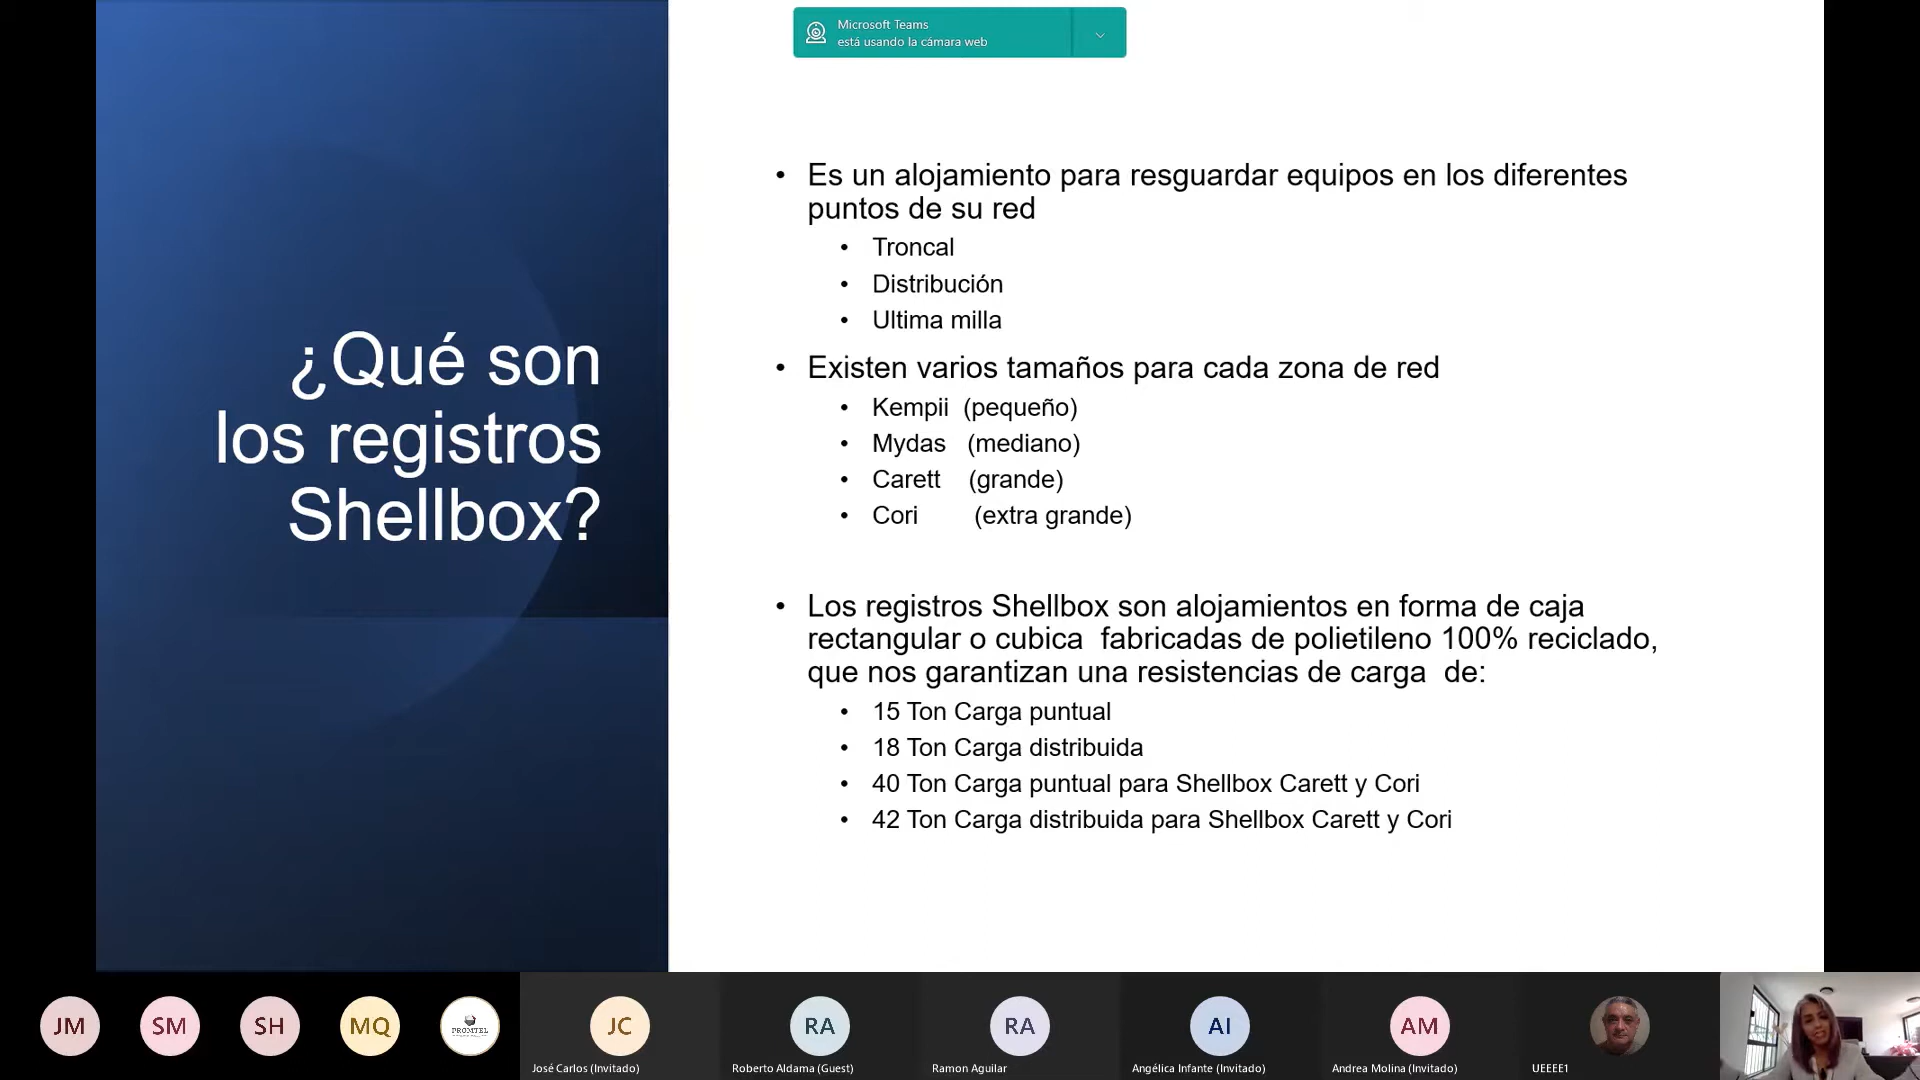 Microsoft Teams
está usando la cámara web
¿Qué son
los registros
Shellbox?
• Es un alojamiento para resguardar equipos en los diferentes
puntos de su red
• Troncal
• Distribución
• Ultima milla
• Existen varios tamaños para cada zona de red
• Kempii (pequeño)
• Mydas (mediano)
• Carett (grande)
• Cori (extra grande)
• Los registros Shellbox son alojamientos en forma de caja
rectangular o cubica fabricadas de polietileno 100% reciclado,
que nos garantizan una resistencias de carga de:
• 15 Ton Carga puntual
• 18 Ton Carga distribuida
• 40 Ton Carga puntual para Shellbox Carett y Cori
• 42 Ton Carga distribuida para Shellbox Carett y Cori
JM SM SH MQ PROMTEL JC RA RA AI AM
José Carlos (Invitado) Roberto Aldama (Guest) Ramon Aguilar Angélica Infante (Invitado) Andrea Molina (Invitado) UEEEE1